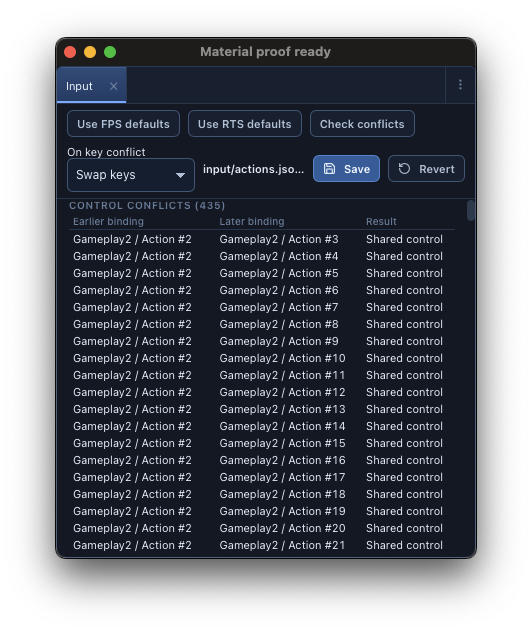 Material proof ready
Input
Use FPS defaults Use RTS defaults Check conflicts
On key conflict
Swap keys input/actions.jso... Save Revert
CONTROL CONFLICTS (435)
Earlier binding Later binding Result
Gameplay2 / Action #2 Gameplay2 / Action #3 Shared control
Gameplay2 / Action #2 Gameplay2 / Action #4 Shared control
Gameplay2 / Action #2 Gameplay2 / Action #5 Shared control
Gameplay2 / Action #2 Gameplay2 / Action #6 Shared control
Gameplay2 / Action #2 Gameplay2 / Action #7 Shared control
Gameplay2 / Action #2 Gameplay2 / Action #8 Shared control
Gameplay2 / Action #2 Gameplay2 / Action #9 Shared control
Gameplay2 / Action #2 Gameplay2 / Action #10 Shared control
Gameplay2 / Action #2 Gameplay2 / Action #11 Shared control
Gameplay2 / Action #2 Gameplay2 / Action #12 Shared control
Gameplay2 / Action #2 Gameplay2 / Action #13 Shared control
Gameplay2 / Action #2 Gameplay2 / Action #14 Shared control
Gameplay2 / Action #2 Gameplay2 / Action #15 Shared control
Gameplay2 / Action #2 Gameplay2 / Action #16 Shared control
Gameplay2 / Action #2 Gameplay2 / Action #17 Shared control
Gameplay2 / Action #2 Gameplay2 / Action #18 Shared control
Gameplay2 / Action #2 Gameplay2 / Action #19 Shared control
Gameplay2 / Action #2 Gameplay2 / Action #20 Shared control
Gameplay2 / Action #2 Gameplay2 / Action #21 Shared control